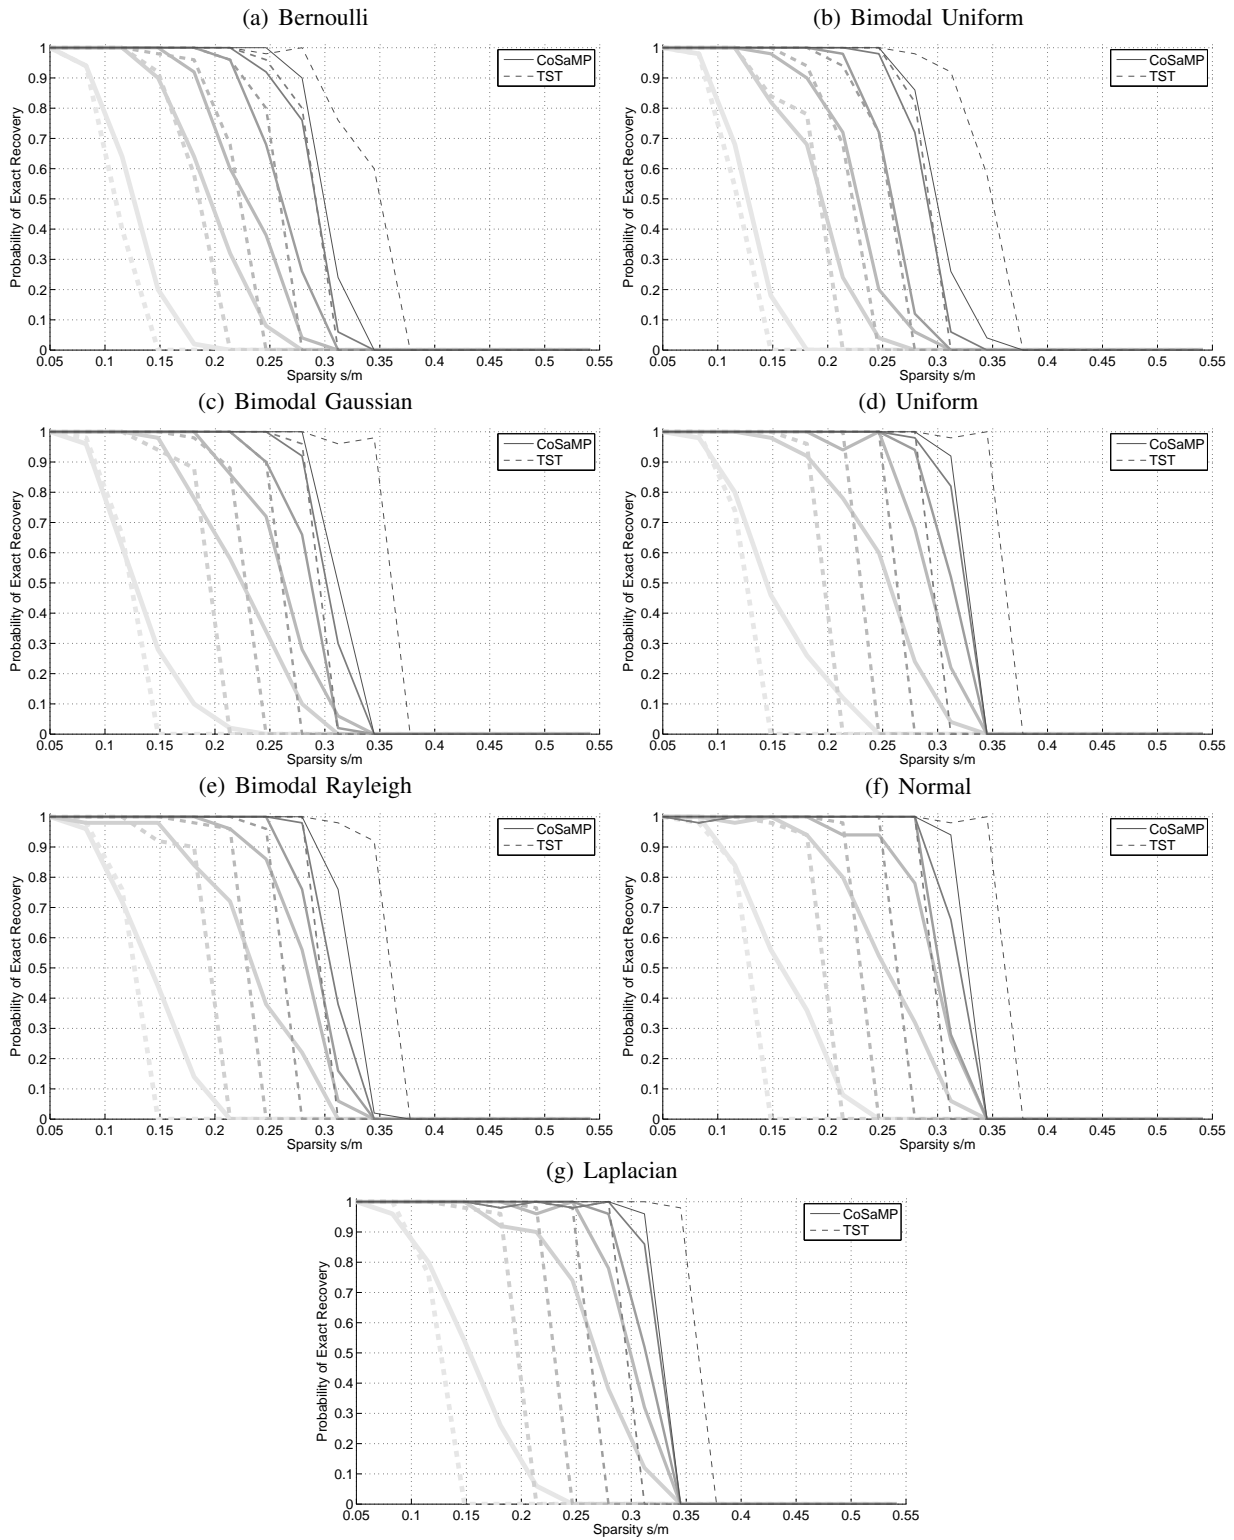 (a) Bernoulli
1
0.9
0.8
0.7
0.6
0.5
0.4
0.3
0.2
0.1
0
Probability of Exact Recovery
CoSaMP
TST
0.05 0.1 0.15 0.2 0.25 0.3 0.35 0.4 0.45 0.5 0.55
Sparsity s/m
(b) Bimodal Uniform
1
0.9
0.8
0.7
0.6
0.5
0.4
0.3
0.2
0.1
0
Probability of Exact Recovery
CoSaMP
TST
0.05 0.1 0.15 0.2 0.25 0.3 0.35 0.4 0.45 0.5 0.55
Sparsity s/m
(c) Bimodal Gaussian
1
0.9
0.8
0.7
0.6
0.5
0.4
0.3
0.2
0.1
0
Probability of Exact Recovery
CoSaMP
TST
0.05 0.1 0.15 0.2 0.25 0.3 0.35 0.4 0.45 0.5 0.55
Sparsity s/m
(d) Uniform
1
0.9
0.8
0.7
0.6
0.5
0.4
0.3
0.2
0.1
0
Probability of Exact Recovery
CoSaMP
TST
0.05 0.1 0.15 0.2 0.25 0.3 0.35 0.4 0.45 0.5 0.55
Sparsity s/m
(e) Bimodal Rayleigh
1
0.9
0.8
0.7
0.6
0.5
0.4
0.3
0.2
0.1
0
Probability of Exact Recovery
CoSaMP
TST
0.05 0.1 0.15 0.2 0.25 0.3 0.35 0.4 0.45 0.5 0.55
Sparsity s/m
(f) Normal
1
0.9
0.8
0.7
0.6
0.5
0.4
0.3
0.2
0.1
0
Probability of Exact Recovery
CoSaMP
TST
0.05 0.1 0.15 0.2 0.25 0.3 0.35 0.4 0.45 0.5 0.55
Sparsity s/m
(g) Laplacian
1
0.9
0.8
0.7
0.6
0.5
0.4
0.3
0.2
0.1
0
Probability of Exact Recovery
CoSaMP
TST
0.05 0.1 0.15 0.2 0.25 0.3 0.35 0.4 0.45 0.5 0.55
Sparsity s/m